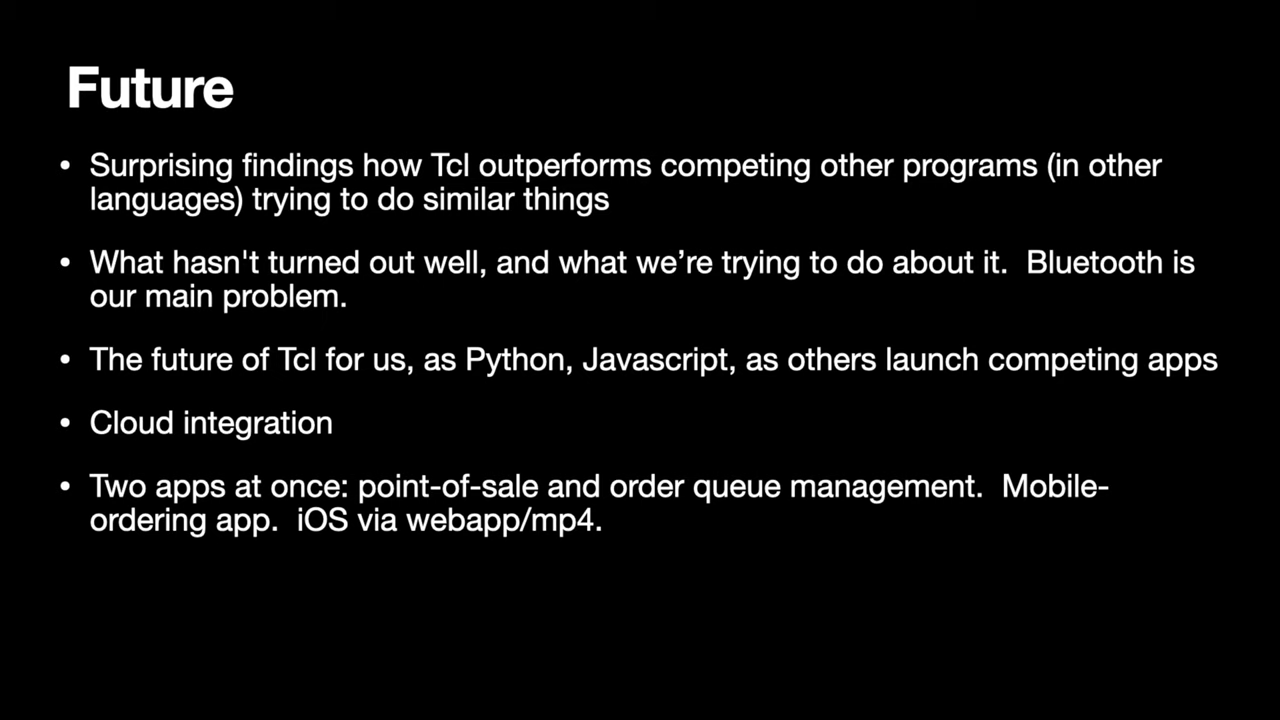 Future
• Surprising findings how Tcl outperforms competing other programs (in other
languages) trying to do similar things
• What hasn't turned out well, and what we’re trying to do about it.  Bluetooth is
our main problem.
• The future of Tcl for us, as Python, Javascript, as others launch competing apps
• Cloud integration
• Two apps at once: point-of-sale and order queue management.  Mobile-
ordering app.  iOS via webapp/mp4.